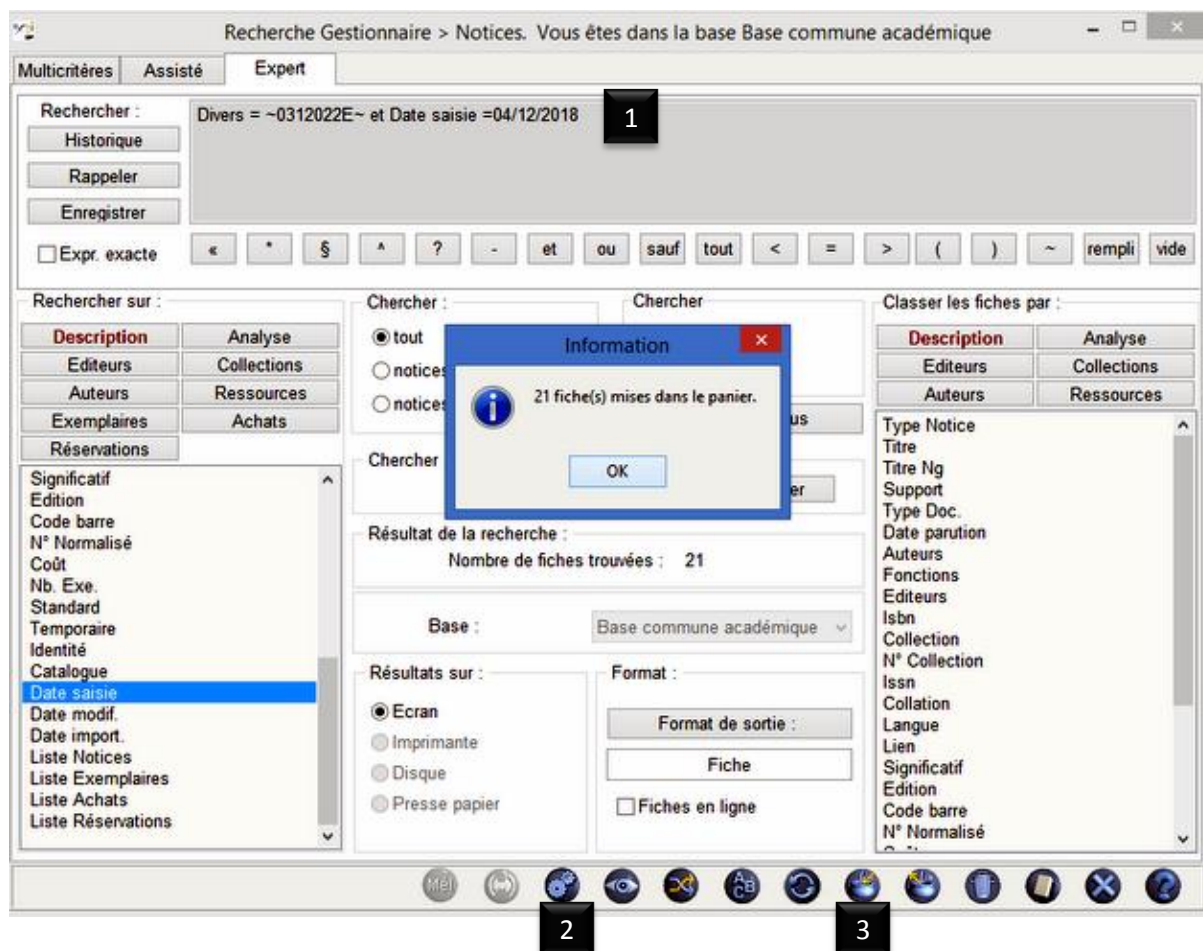 Recherche Gestionnaire > Notices. Vous êtes dans la base Base commune académique
Multicritères Assisté Expert
Rechercher :
Historique
Rappeler
Enregistrer
Divers = ~0312022E~ et Date saisie =04/12/2018
1
Expr. exacte « * § ^ ? - et ou sauf tout < = > ( ) ~ rempli vide
Rechercher sur :
Description Analyse
Editeurs Collections
Auteurs Ressources
Exemplaires Achats
Réservations
Significatif
Edition
Code barre
N° Normalisé
Coût
Nb. Exe.
Standard
Temporaire
Identité
Catalogue
Date saisie
Date modif.
Date import.
Liste Notices
Liste Exemplaires
Liste Achats
Liste Réservations
Chercher :
tout
notices
notices
Chercher
us
Chercher
er
Information
21 fiche(s) mises dans le panier.
OK
Résultat de la recherche :
Nombre de fiches trouvées : 21
Base : Base commune académique
Résultats sur :
Ecran
Imprimante
Disque
Presse papier
Format :
Format de sortie :
Fiche
Fiches en ligne
Classer les fiches par :
Description Analyse
Editeurs Collections
Auteurs Ressources
Type Notice
Titre
Titre Ng
Support
Type Doc.
Date parution
Auteurs
Fonctions
Editeurs
Isbn
Collection
N° Collection
Issn
Collation
Langue
Lien
Significatif
Edition
Code barre
N° Normalisé
Mél
ABC
?
2
3